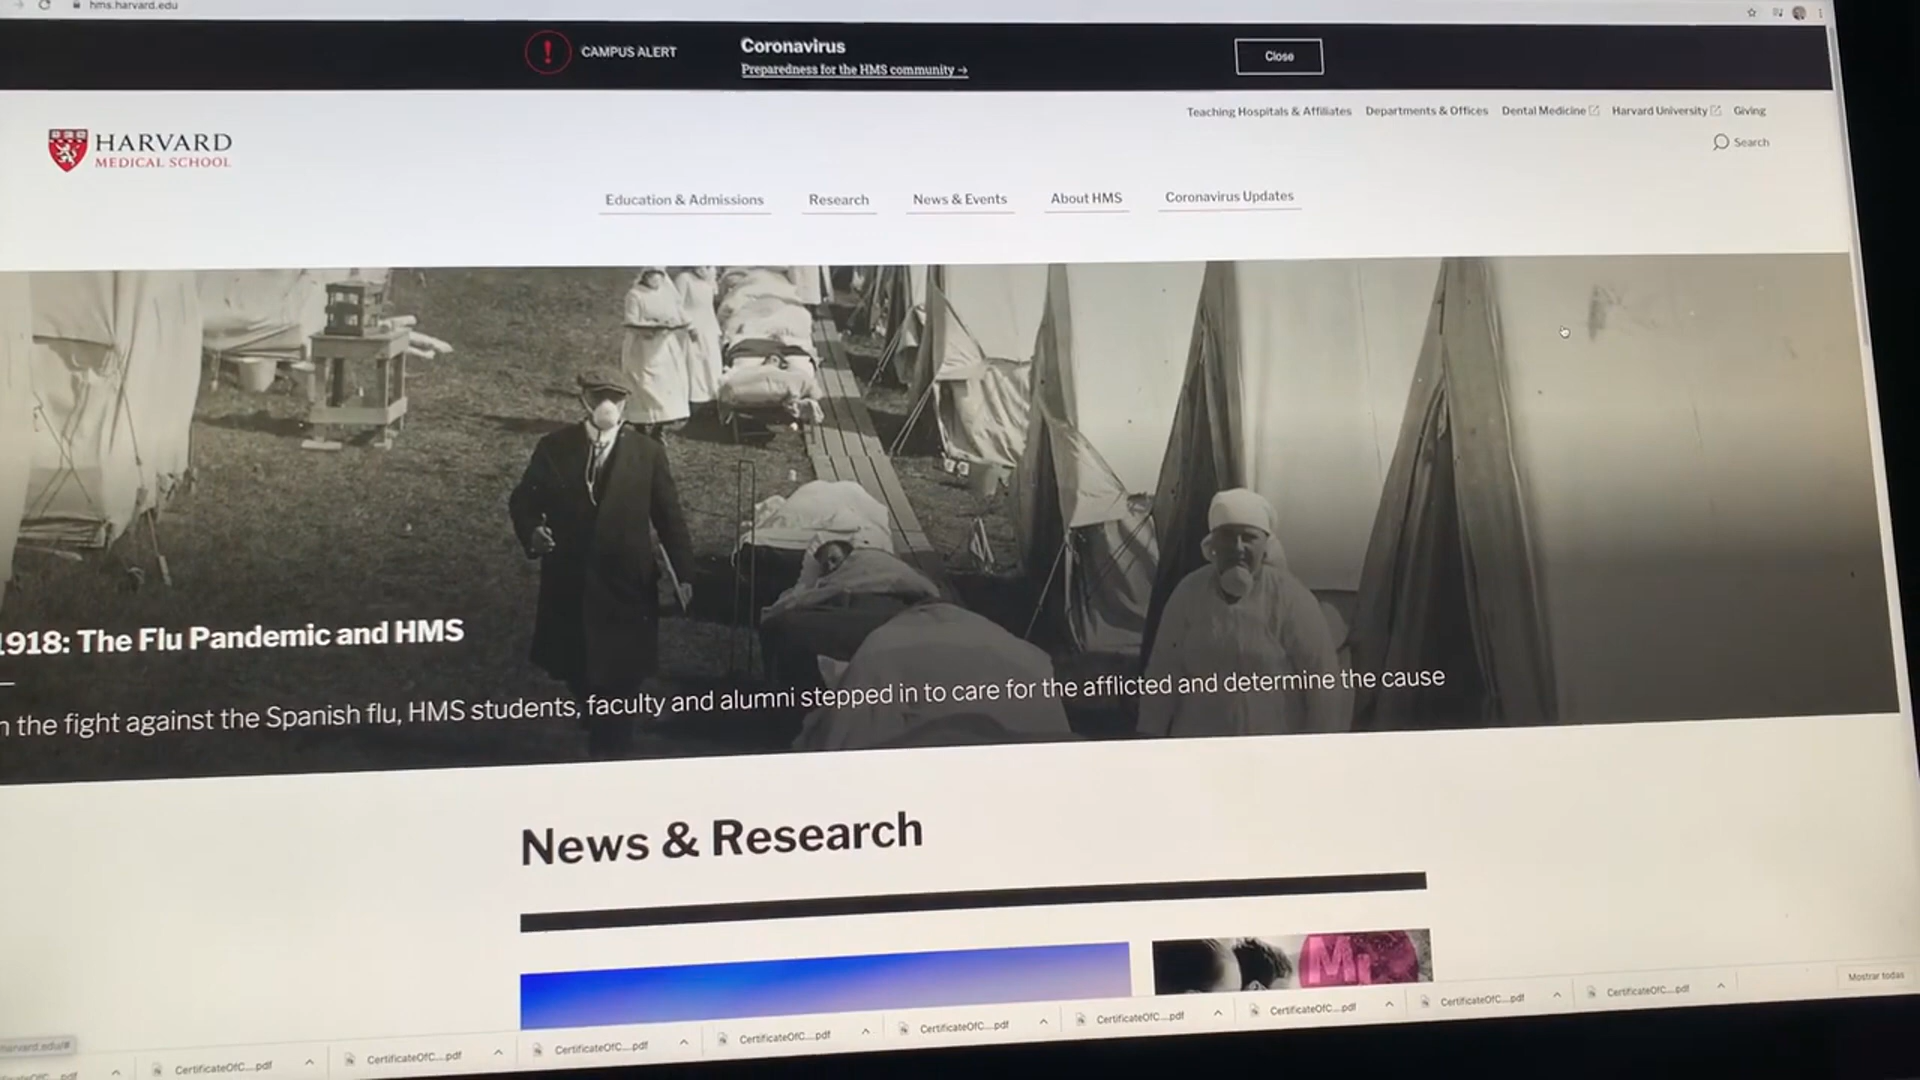 hms.harvard.edu
CAMPUS ALERT
Coronavirus
Preparedness for the HMS community →
Close
Teaching Hospitals & Affiliates Departments & Offices Dental Medicine Harvard University Giving
HARVARD
MEDICAL SCHOOL
Search
Education & Admissions Research News & Events About HMS Coronavirus Updates
1918: The Flu Pandemic and HMS
n the fight against the Spanish flu, HMS students, faculty and alumni stepped in to care for the afflicted and determine the cause
News & Research
Mostrar todas
CertificateOfC....pdf CertificateOfC....pdf CertificateOfC....pdf CertificateOfC....pdf CertificateOfC....pdf CertificateOfC....pdf CertificateOfC....pdf CertificateOfC....pdf CertificateOfC....pdf